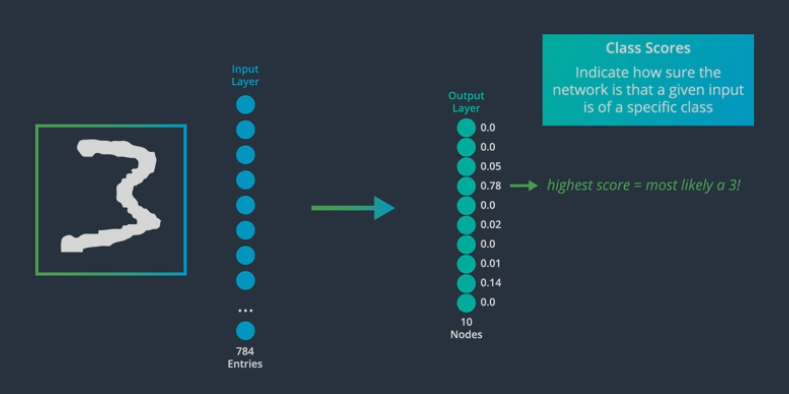 Class Scores
Indicate how sure the
network is that a given input
is of a specific class
Input
Layer
Output
Layer
3
0.0
0.0
0.05
0.78
highest score = most likely a 3!
0.0
0.02
0.0
0.01
0.14
0.0
...
784
Entries
10
Nodes